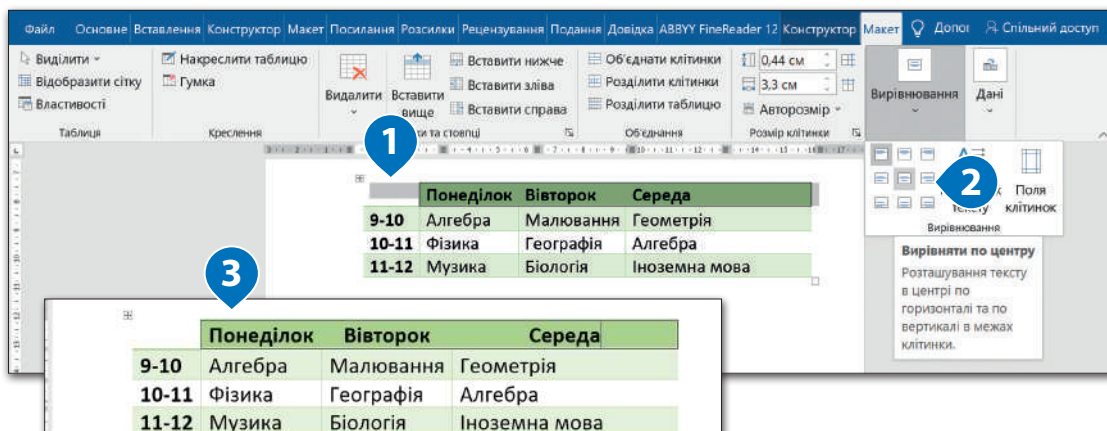 Файл Основне Вставлення Конструктор Макет Посилання Розсилки Рецензування Подання Довідка ABBYY FineReader 12 Конструктор Макет Допо Спільний доступ
Виділити Накреслити таблицю Вставити нижче Об'єднати клітинки 0,44 см
Відобразити сітку Гумка Видалити Вставити вище Вставити зліва Розділити клітинки 3,3 см Вирівнювання Дані
Властивості Вставити справа Розділити таблицю Авторозмір
Таблиця Креслення та стовпці Об'єднання Розмір клітинки
1
2
Поля клітинок
Вирівнювання
Понеділок Вівторок Середа
9-10 Алгебра Малювання Геометрія
10-11 Фізика Географія Алгебра
11-12 Музика Біологія Іноземна мова
Вирівняти по центру
Розташування тексту
в центрі по
горизонталі та по
вертикалі в межах
клітинки.
3
Понеділок Вівторок Середа
9-10 Алгебра Малювання Геометрія
10-11 Фізика Географія Алгебра
11-12 Музика Біологія Іноземна мова